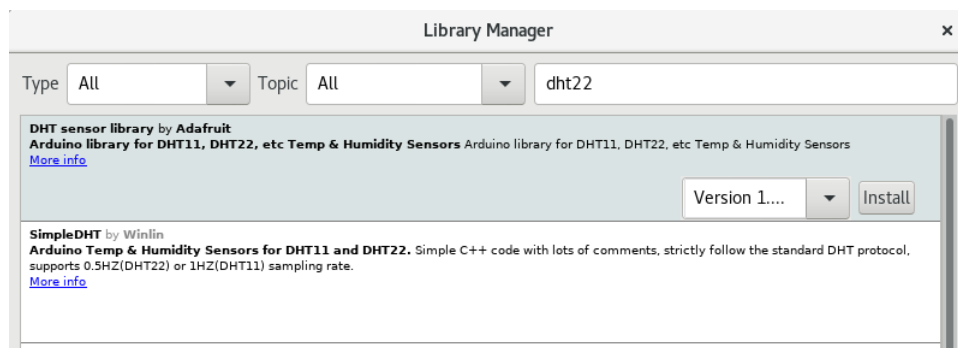 Library Manager ×
Type All Topic All dht22
DHT sensor library by Adafruit
Arduino library for DHT11, DHT22, etc Temp & Humidity Sensors Arduino library for DHT11, DHT22, etc Temp & Humidity Sensors
More info
Version 1.... Install
SimpleDHT by Winlin
Arduino Temp & Humidity Sensors for DHT11 and DHT22. Simple C++ code with lots of comments, strictly follow the standard DHT protocol,
supports 0.5HZ(DHT22) or 1HZ(DHT11) sampling rate.
More info